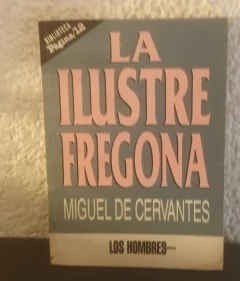 BIBLIOTECA
Página/12
LA
ILUSTRE
FREGONA
MIGUEL DE CERVANTES
LOS HOMBRES